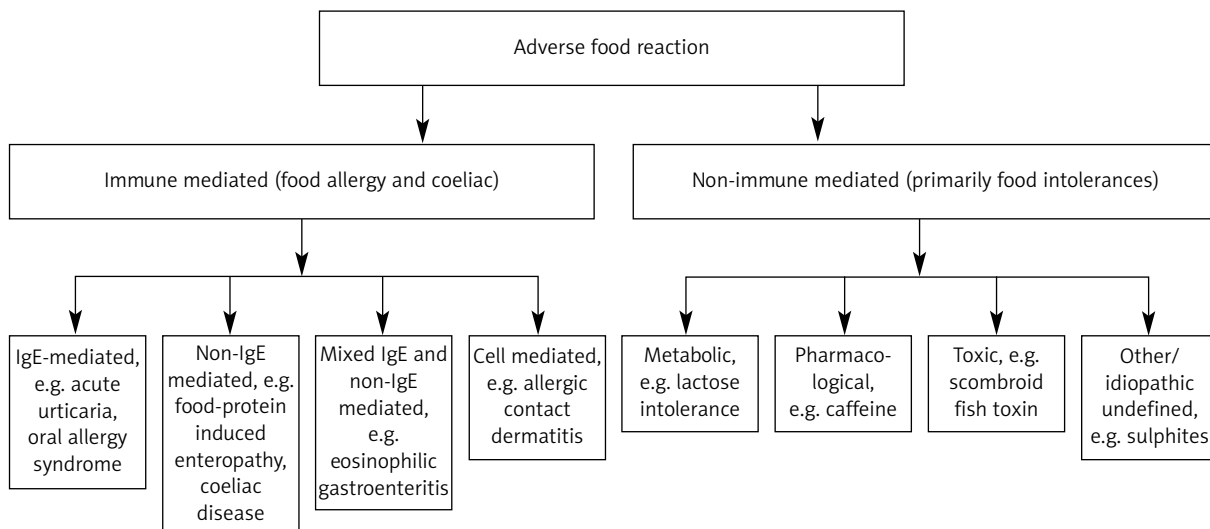 Adverse food reaction
Immune mediated (food allergy and coeliac)
Non-immune mediated (primarily food intolerances)
IgE-mediated,
e.g. acute
urticaria,
oral allergy
syndrome
Non-IgE
mediated, e.g.
food-protein
induced
enteropathy,
coeliac
disease
Mixed IgE and
non-IgE
mediated,
e.g.
eosinophilic
gastroenteritis
Cell mediated,
e.g. allergic
contact
dermatitis
Metabolic,
e.g. lactose
intolerance
Pharmaco-
logical,
e.g. caffeine
Toxic, e.g.
scombroid
fish toxin
Other/
idiopathic
undefined,
e.g. sulphites